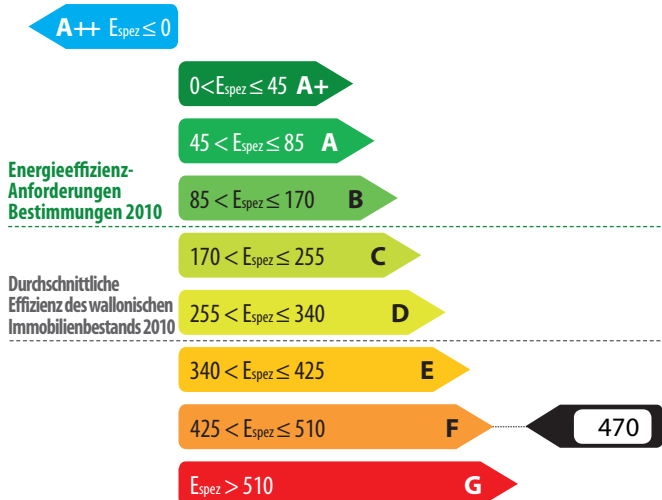 A++ Espez ≤ 0
0 < Espez ≤ 45 A+
45 < Espez ≤ 85 A
Energieeffizienz-
Anforderungen
Bestimmungen 2010
85 < Espez ≤ 170 B
170 < Espez ≤ 255 C
Durchschnittliche
Effizienz des wallonischen
Immobilienbestands 2010
255 < Espez ≤ 340 D
340 < Espez ≤ 425 E
425 < Espez ≤ 510 F 470
Espez > 510 G